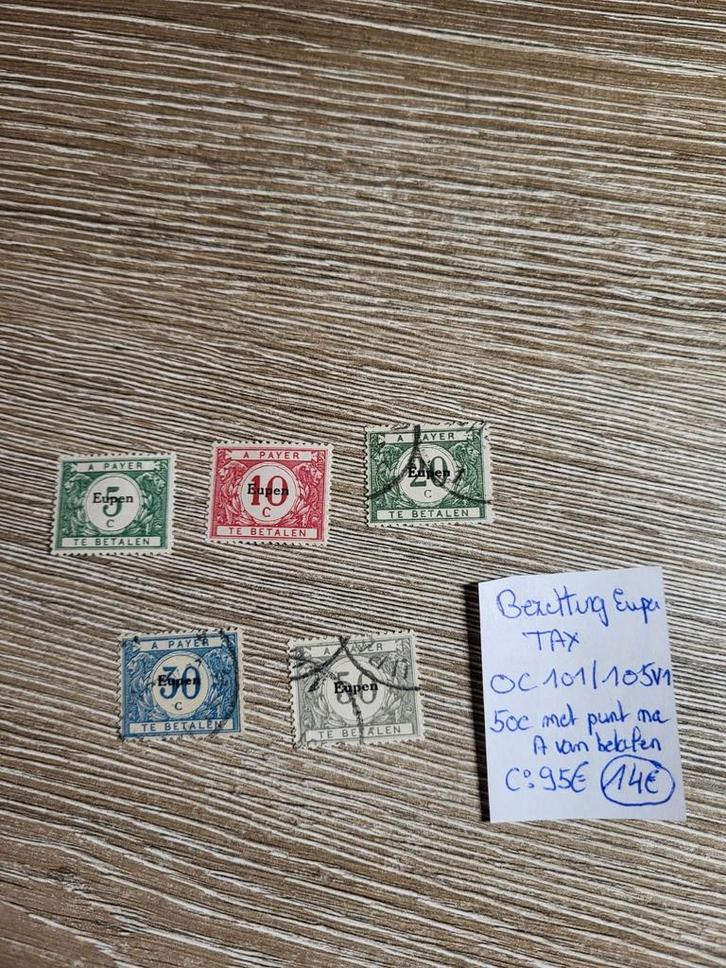 A PAYER
5
Eupen
C
TE BETALEN
A PAYER
10
Eupen
C
TE BETALEN
A PAYER
20
Eupen
C
TE BETALEN
A PAYER
30
Eupen
C
TE BETALEN
A PAYER
50
Eupen
C
TE BETALEN
Bezetting Eupen
TAX
OC 101/105V1
50c met punt na
A van betalen
C: 95€ 14€